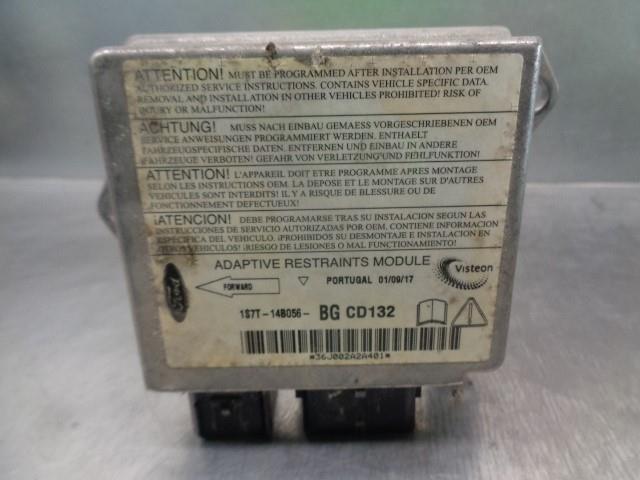 ATTENTION! MUST BE PROGRAMMED AFTER INSTALLATION PER OEM
AUTHORIZED SERVICE INSTRUCTIONS. CONTAINS VEHICLE SPECIFIC DATA.
REMOVAL AND INSTALLATION IN OTHER VEHICLES PROHIBITED! RISK OF
INJURY OR MALFUNCTION!
ACHTUNG! MUSS NACH EINBAU GEMAESS VORGESCHRIEBENEN OEM
SERVICE ANWEISUNGEN PROGRAMMIERT WERDEN. ENTHAELT
FAHRZEUGSPEZIFISCHE DATEN. ENTFERNEN UND EINBAU IN ANDERE
FAHRZEUGE VERBOTEN! GEFAHR VON VERLETZUNG UND FEHLFUNKTION!
ATTENTION! L'APPAREIL DOIT ETRE PROGRAMME APRES MONTAGE
SELON LES INSTRUCTIONS OEM. LA DEPOSE ET LE MONTAGE SUR D'AUTRES
VEHICULES SONT INTERDITS! IL Y A RISQUE DE BLESSURE OU DE
FONCTIONNEMENT DEFECTUEUX!
¡ATENCION! DEBE PROGRAMARSE TRAS SU INSTALACION SEGUN LAS
INSTRUCCIONES DE SERVICIO AUTORIZADAS POR OEM. CONTIENE INFORMACION
ESPECIFICA DEL VEHICULO. ¡PROHIBIDOS SU DESMONTAJE E INSTALACION EN
VEHICULOS! RIESGO DE LESIONES O MAL FUNCIONAMIENTO!
ADAPTIVE RESTRAINTS MODULE
Visteon
Ford
FORWARD
PORTUGAL 01/09/17
1S7T-14B056- BG CD132
*36J002A2A401*